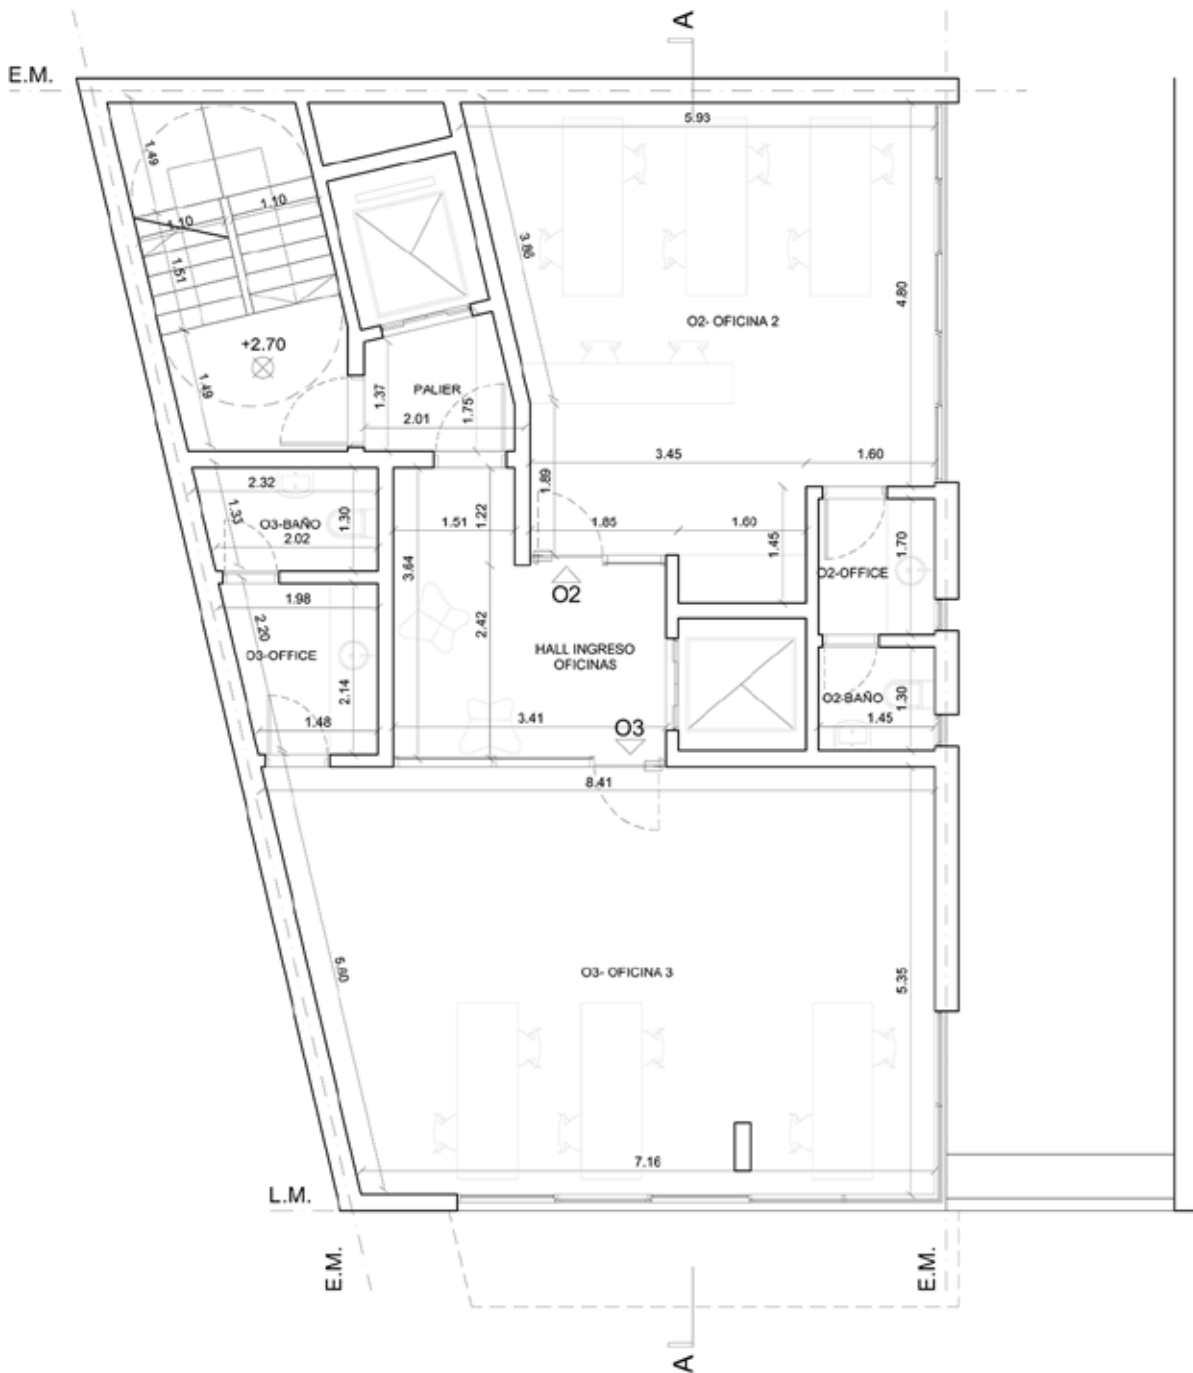 A
E.M.
5.93
1.49
1.10
1.10
3.86
1.51
4.80
O2- OFICINA 2
+2.70
1.49
1.37
PALIER
1.75
2.01
3.45
1.60
2.32
1.89
1.33
O3-BAÑO
1.30
2.02
1.51
1.22
1.85
1.60
1.45
1.70
3.64
O2
O2-OFFICE
1.98
2.20
O3-OFFICE
2.42
HALL INGRESO
OFICINAS
2.14
1.48
3.41
O3
O2-BAÑO
1.30
1.45
8.41
O3- OFICINA 3
5.35
7.16
L.M.
E.M.
E.M.
A